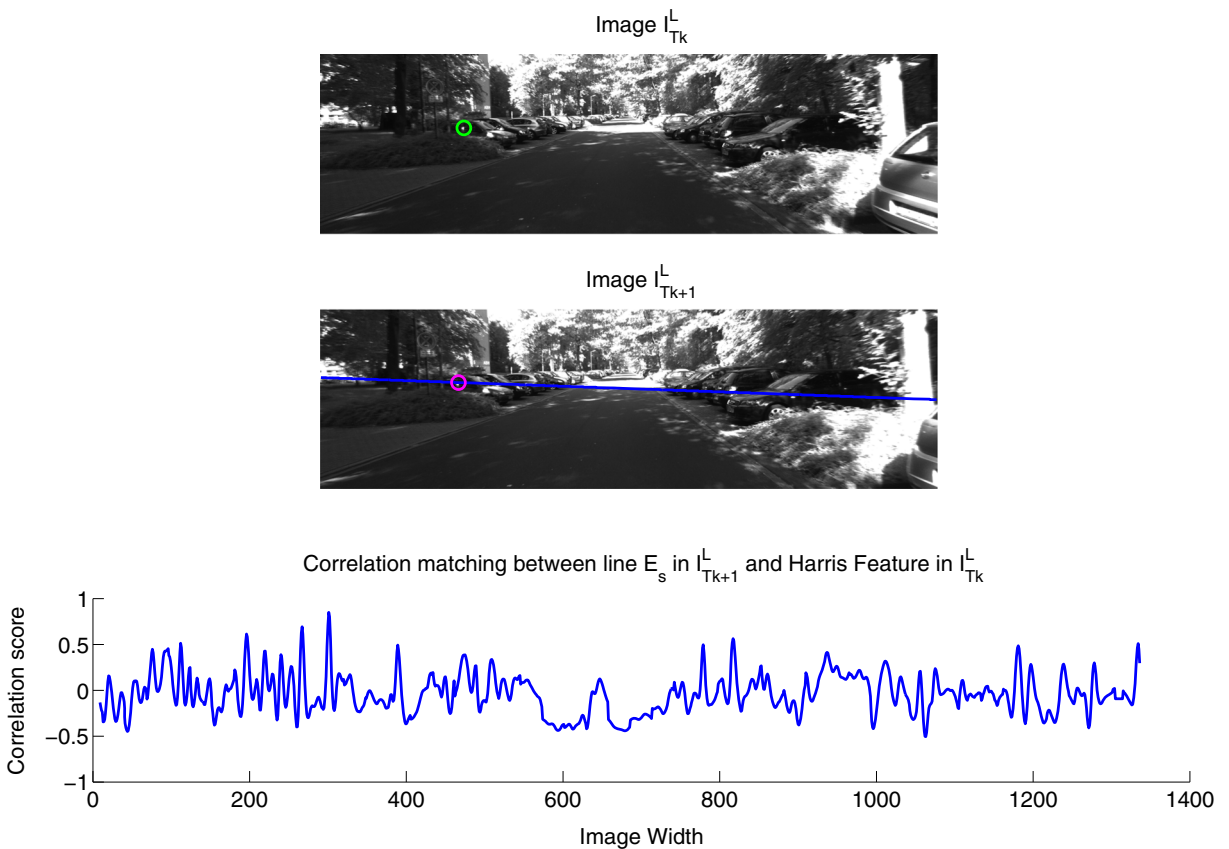 Image I^L_Tk
Image I^L_Tk+1
Correlation matching between line E_s in I^L_Tk+1 and Harris Feature in I^L_Tk
Correlation score
1
0.5
0
−0.5
−1
0 200 400 600 800 1000 1200 1400
Image Width